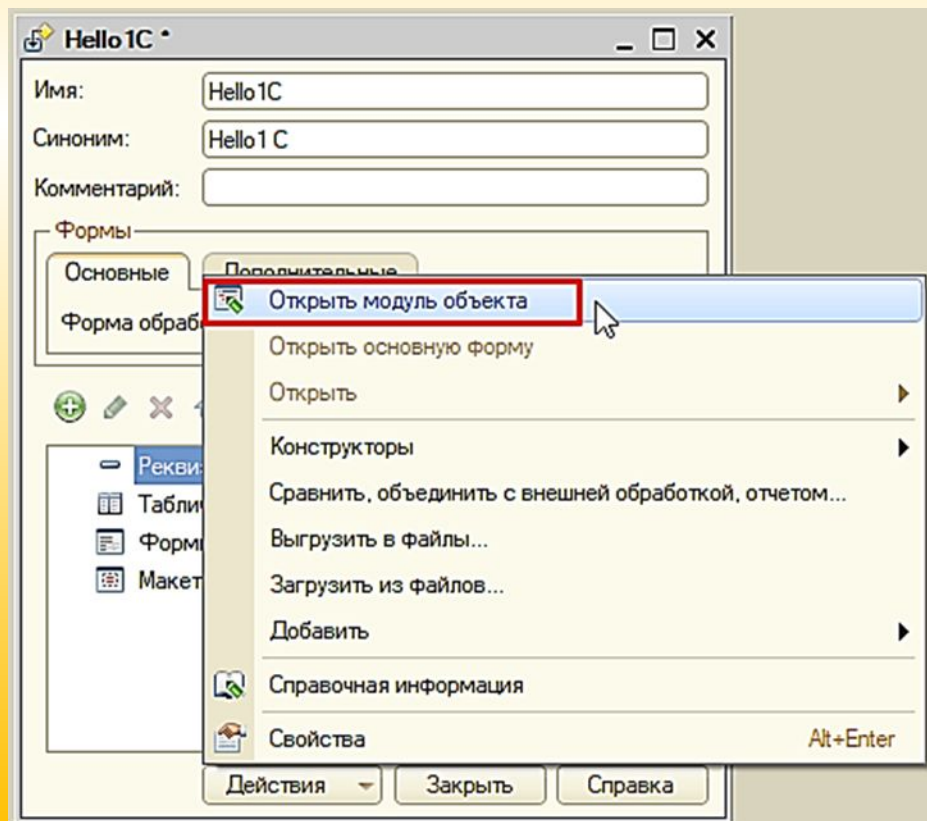 Hello1C *
Имя: Hello1C
Синоним: Hello1 C
Комментарий:
Формы
Основные Дополнительные
Форма обраб
Открыть модуль объекта
Открыть основную форму
Открыть
Конструкторы
Сравнить, объединить с внешней обработкой, отчетом...
Выгрузить в файлы...
Загрузить из файлов...
Добавить
Справочная информация
Свойства Alt+Enter
Рекви
Табли
Форм
Макет
Действия Закрыть Справка